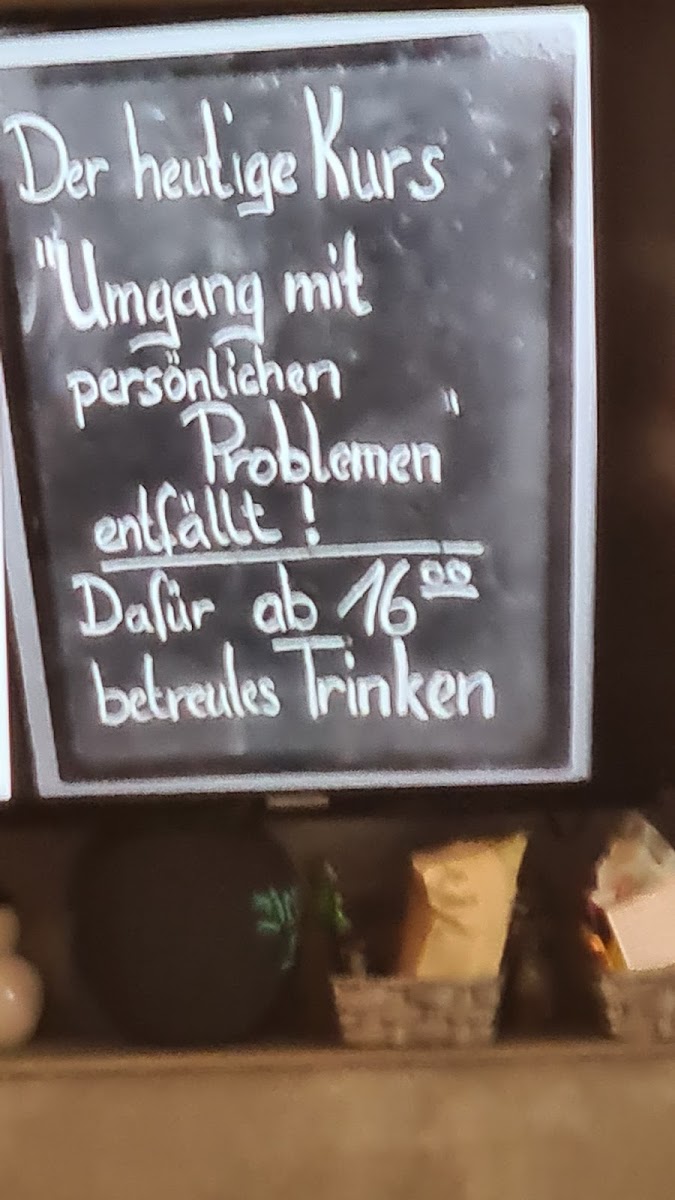 Der heutige Kurs
"Umgang mit
persönlichen
Problemen"
entfällt !
Dafür ab 16⁰⁰
betreutes Trinken